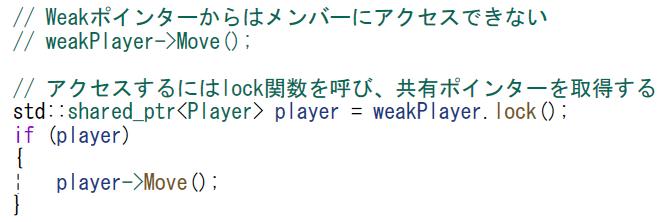 // Weakポインターからはメンバーにアクセスできない
// weakPlayer->Move();
// アクセスするにはlock関数を呼び、共有ポインターを取得する
std::shared_ptr<Player> player = weakPlayer.lock();
if (player)
{
player->Move();
}